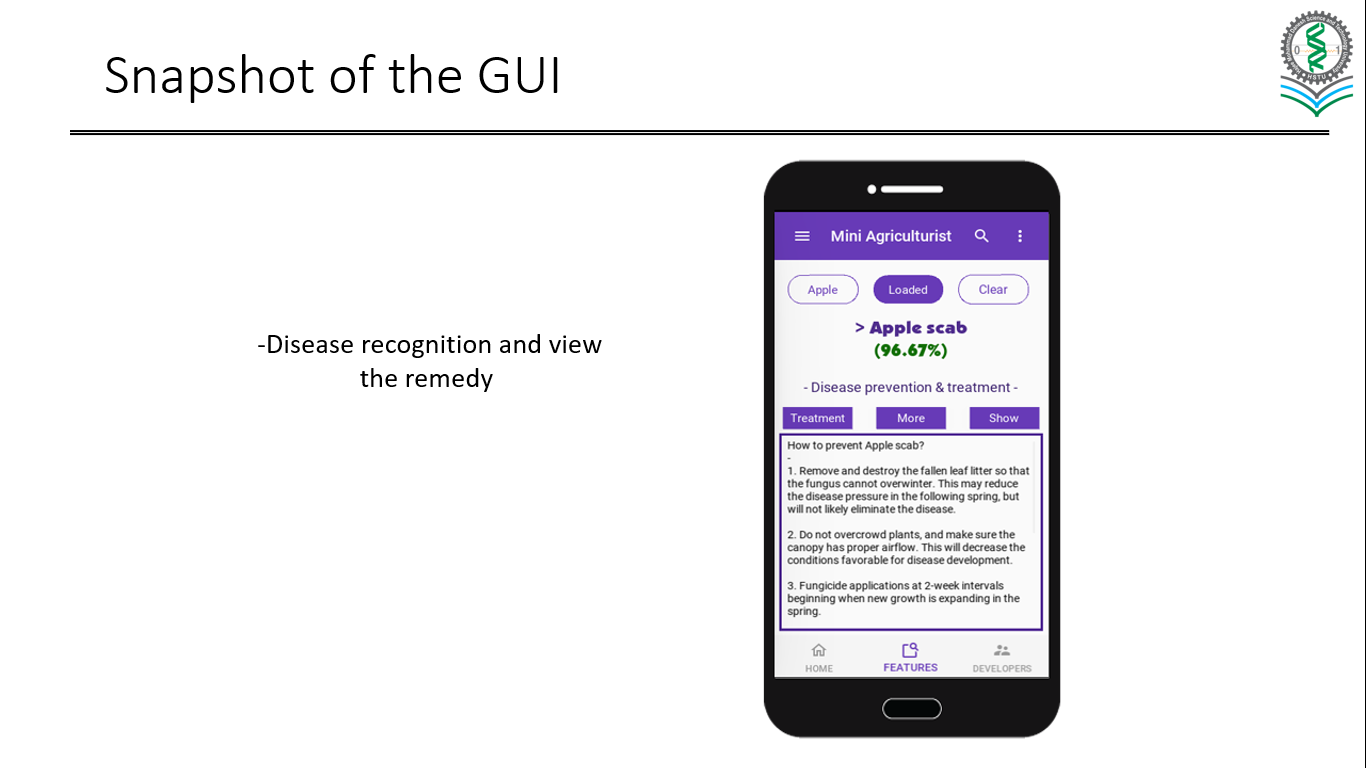 Snapshot of the GUI
0 1
HSTU
-Disease recognition and view
the remedy
Mini Agriculturist
Apple Loaded Clear
> Apple scab
(96.67%)
- Disease prevention & treatment -
Treatment More Show
How to prevent Apple scab?
-
1. Remove and destroy the fallen leaf litter so that
the fungus cannot overwinter. This may reduce
the disease pressure in the following spring, but
will not likely eliminate the disease.
2. Do not overcrowd plants, and make sure the
canopy has proper airflow. This will decrease the
conditions favorable for disease development.
3. Fungicide applications at 2-week intervals
beginning when new growth is expanding in the
spring.
HOME FEATURES DEVELOPERS